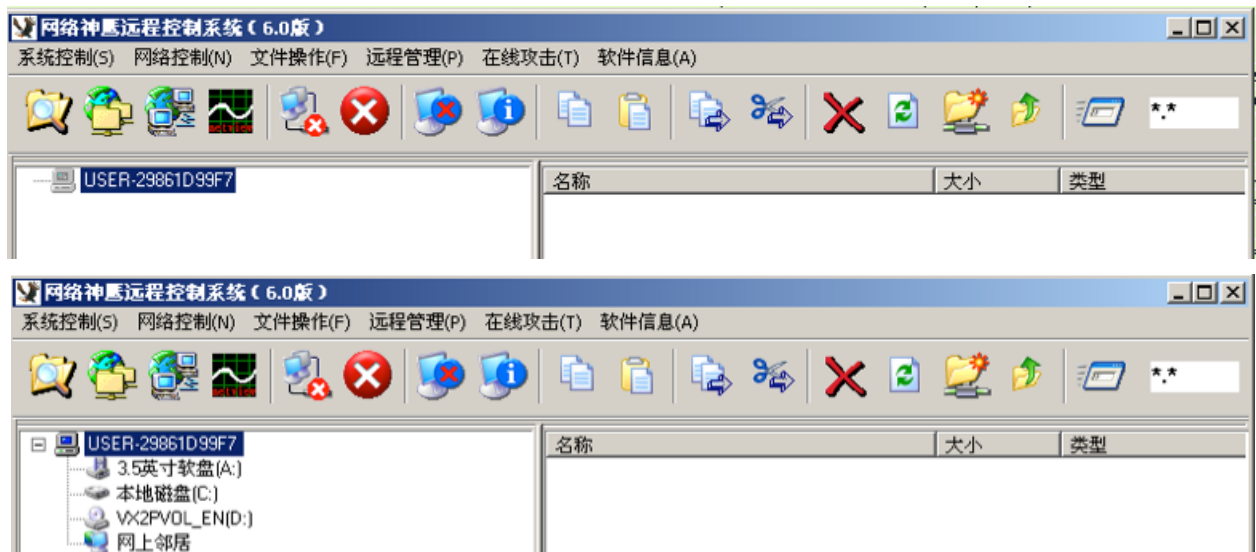 网络神鹰远程控制系统(6.0版)
系统控制(S) 网络控制(N) 文件操作(F) 远程管理(P) 在线攻击(T) 软件信息(A)
*.*
USER-29861D99F7
名称 大小 类型
网络神鹰远程控制系统(6.0版)
系统控制(S) 网络控制(N) 文件操作(F) 远程管理(P) 在线攻击(T) 软件信息(A)
*.*
USER-29861D99F7
名称 大小 类型
3.5英寸软盘(A:)
本地磁盘(C:)
VX2PVOL_EN(D:)
网上邻居